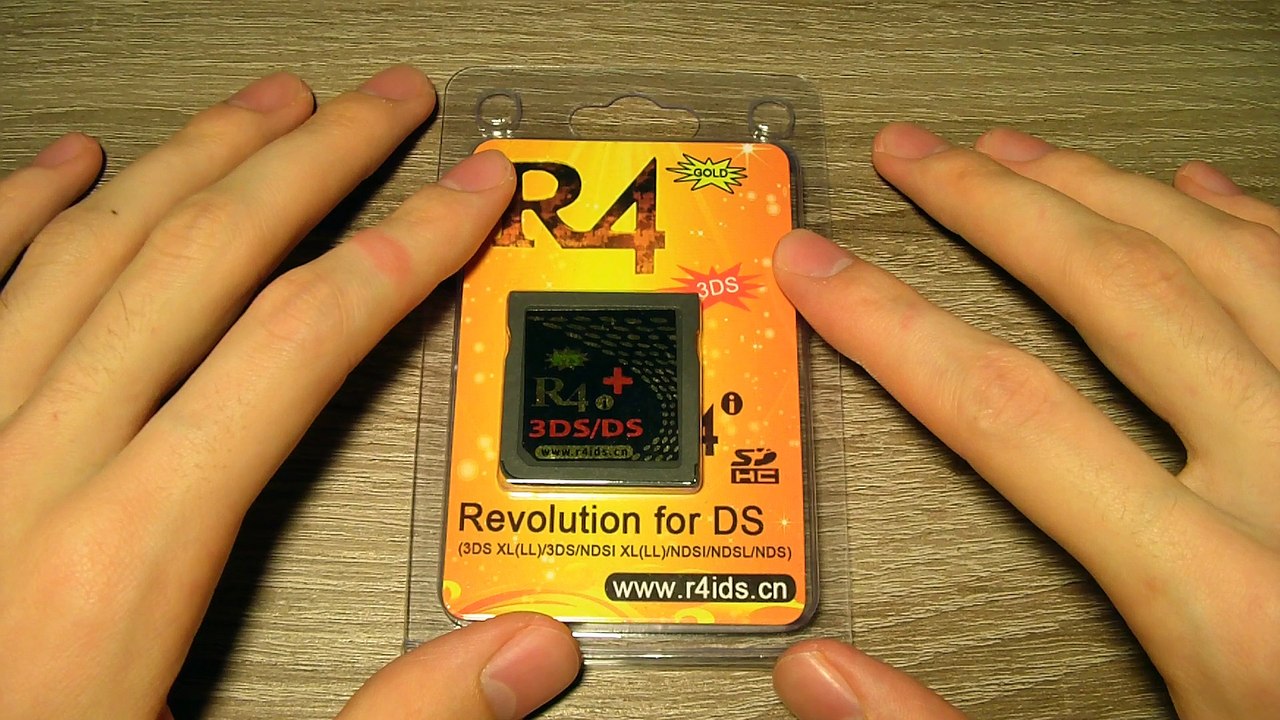 R4
GOLD
3DS
R4i+
3DS/DS
www.r4ids.cn
4i
SD
HC
Revolution for DS
(3DS XL(LL)/3DS/NDSI XL(LL)/NDSI/NDSL/NDS)
www.r4ids.cn